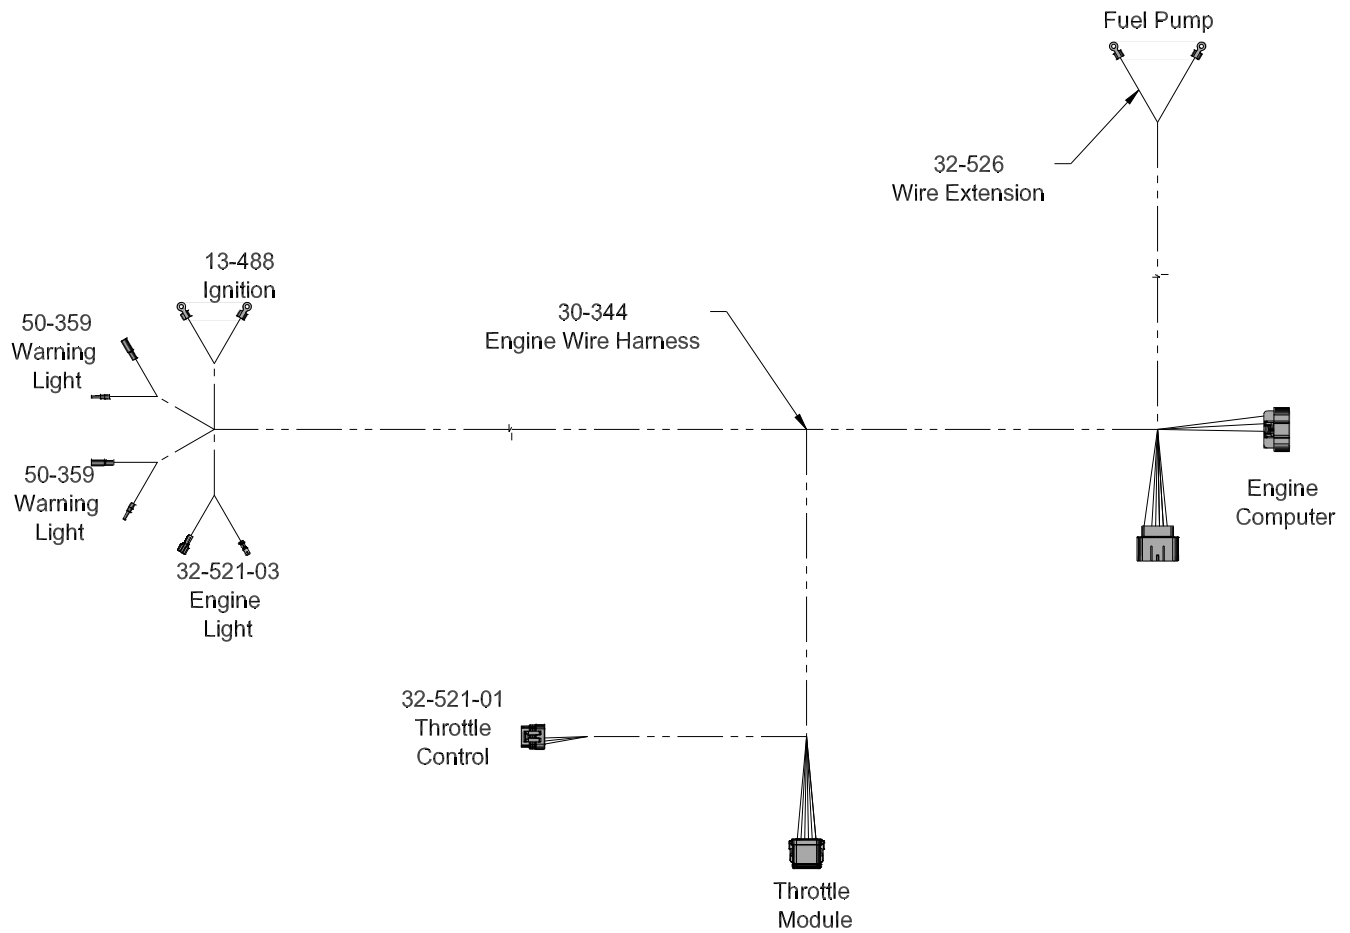 Fuel Pump
32-526
Wire Extension
13-488
Ignition
50-359
Warning
Light
30-344
Engine Wire Harness
50-359
Warning
Light
Engine
Computer
32-521-03
Engine
Light
32-521-01
Throttle
Control
Throttle
Module